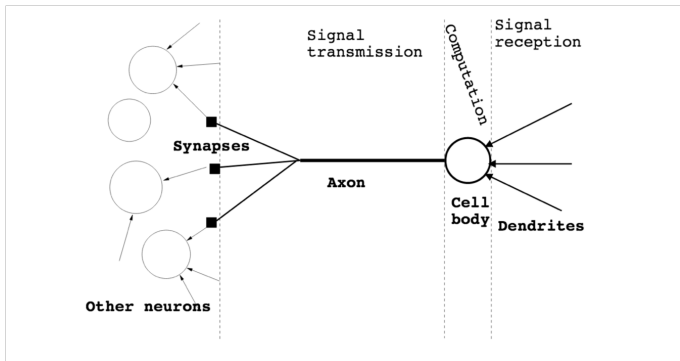 Signal
transmission
Computation
Signal
reception
Synapses
Axon
Cell
body
Dendrites
Other neurons